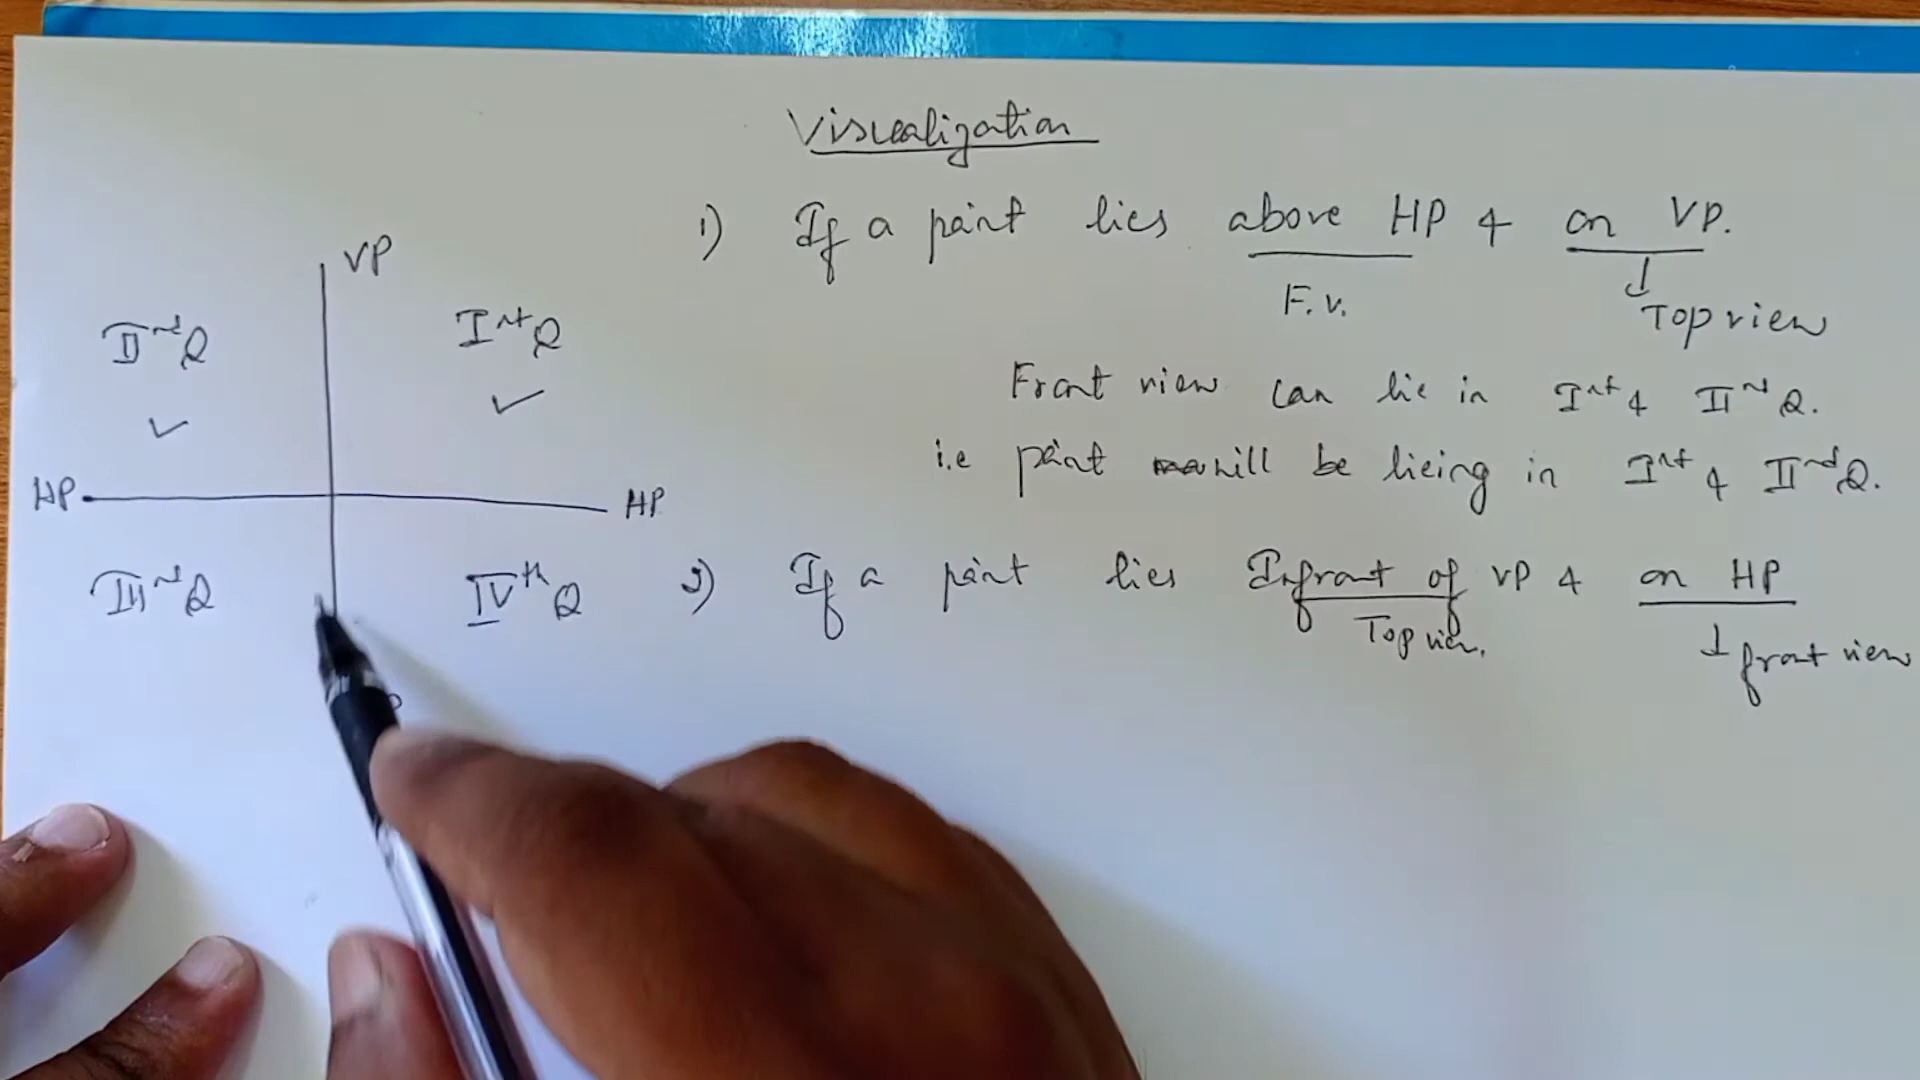 Visualization
1) If a point lies above HP & on VP.
F.V.
↓
Top view
Front view can lie in Ist & IInd Q.
i.e point will be lieing in Ist & IInd Q.
2) If a point lies Infront of VP & on HP
Top view.
↓ front view
VP
IInd Q
Ist Q
✓
✓
HP
HP
IIIrd Q
IVth Q